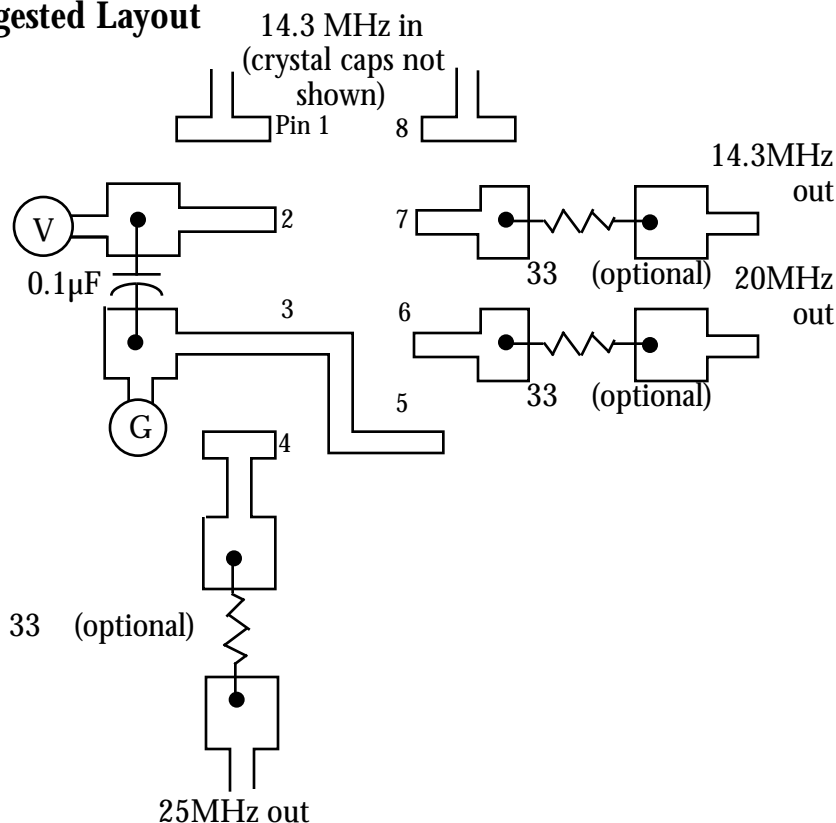 gested Layout
14.3 MHz in
(crystal caps not
shown)
Pin 1
8
14.3MHz
out
V
2
7
33 (optional)
0.1µF
20MHz
out
3
6
33 (optional)
5
G
4
33 (optional)
25MHz out